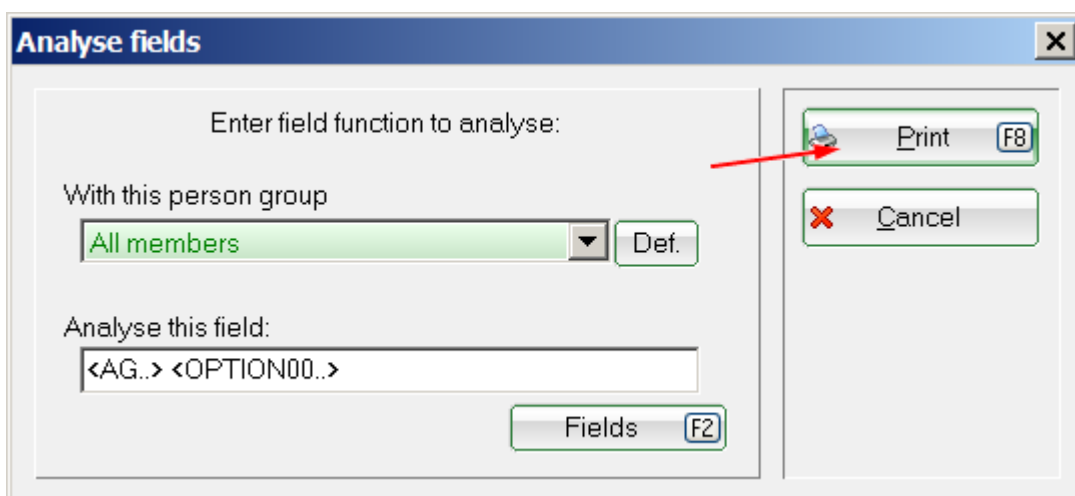 Analyse fields
Enter field function to analyse:
With this person group
All members
Def.
Analyse this field:
<AG..> <OPTION00..>
Fields F2
Print F8
Cancel